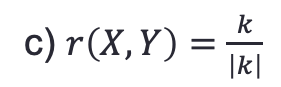 c) r(X,Y) = k/|k|